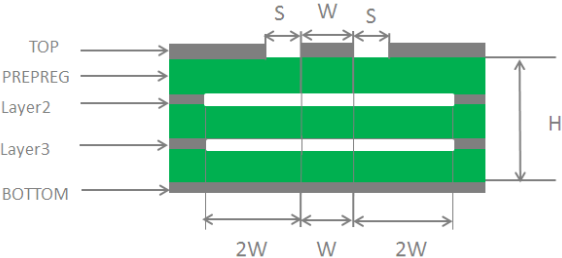 S W S
TOP
PREPREG
Layer2
H
Layer3
BOTTOM
2W W 2W